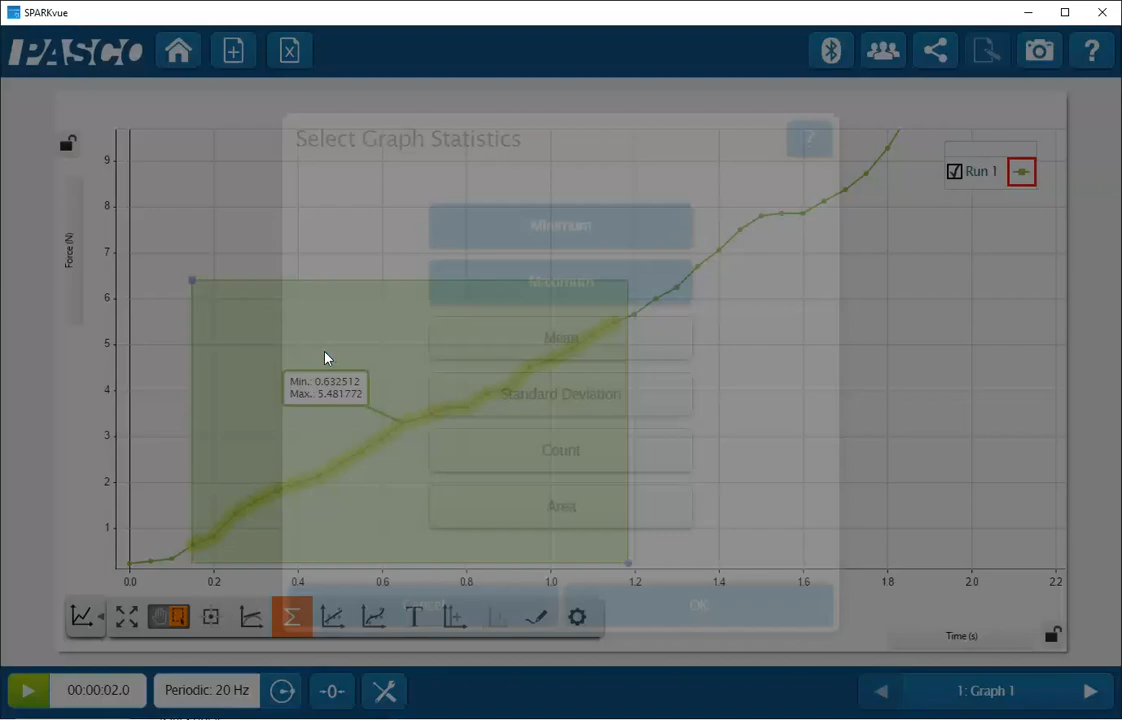 SPARKvue
PASCO
Select Graph Statistics
?
Run 1
Minimum
Maximum
Mean
Standard Deviation
Count
Area
Cancel
OK
Min.: 0.632512
Max.: 5.481772
Force (N)
9
8
7
6
5
4
3
2
1
0.0 0.2 0.4 0.6 0.8 1.0 1.2 1.4 1.6 1.8 2.0 2.2
Time (s)
00:00:02.0
Periodic: 20 Hz
1: Graph 1